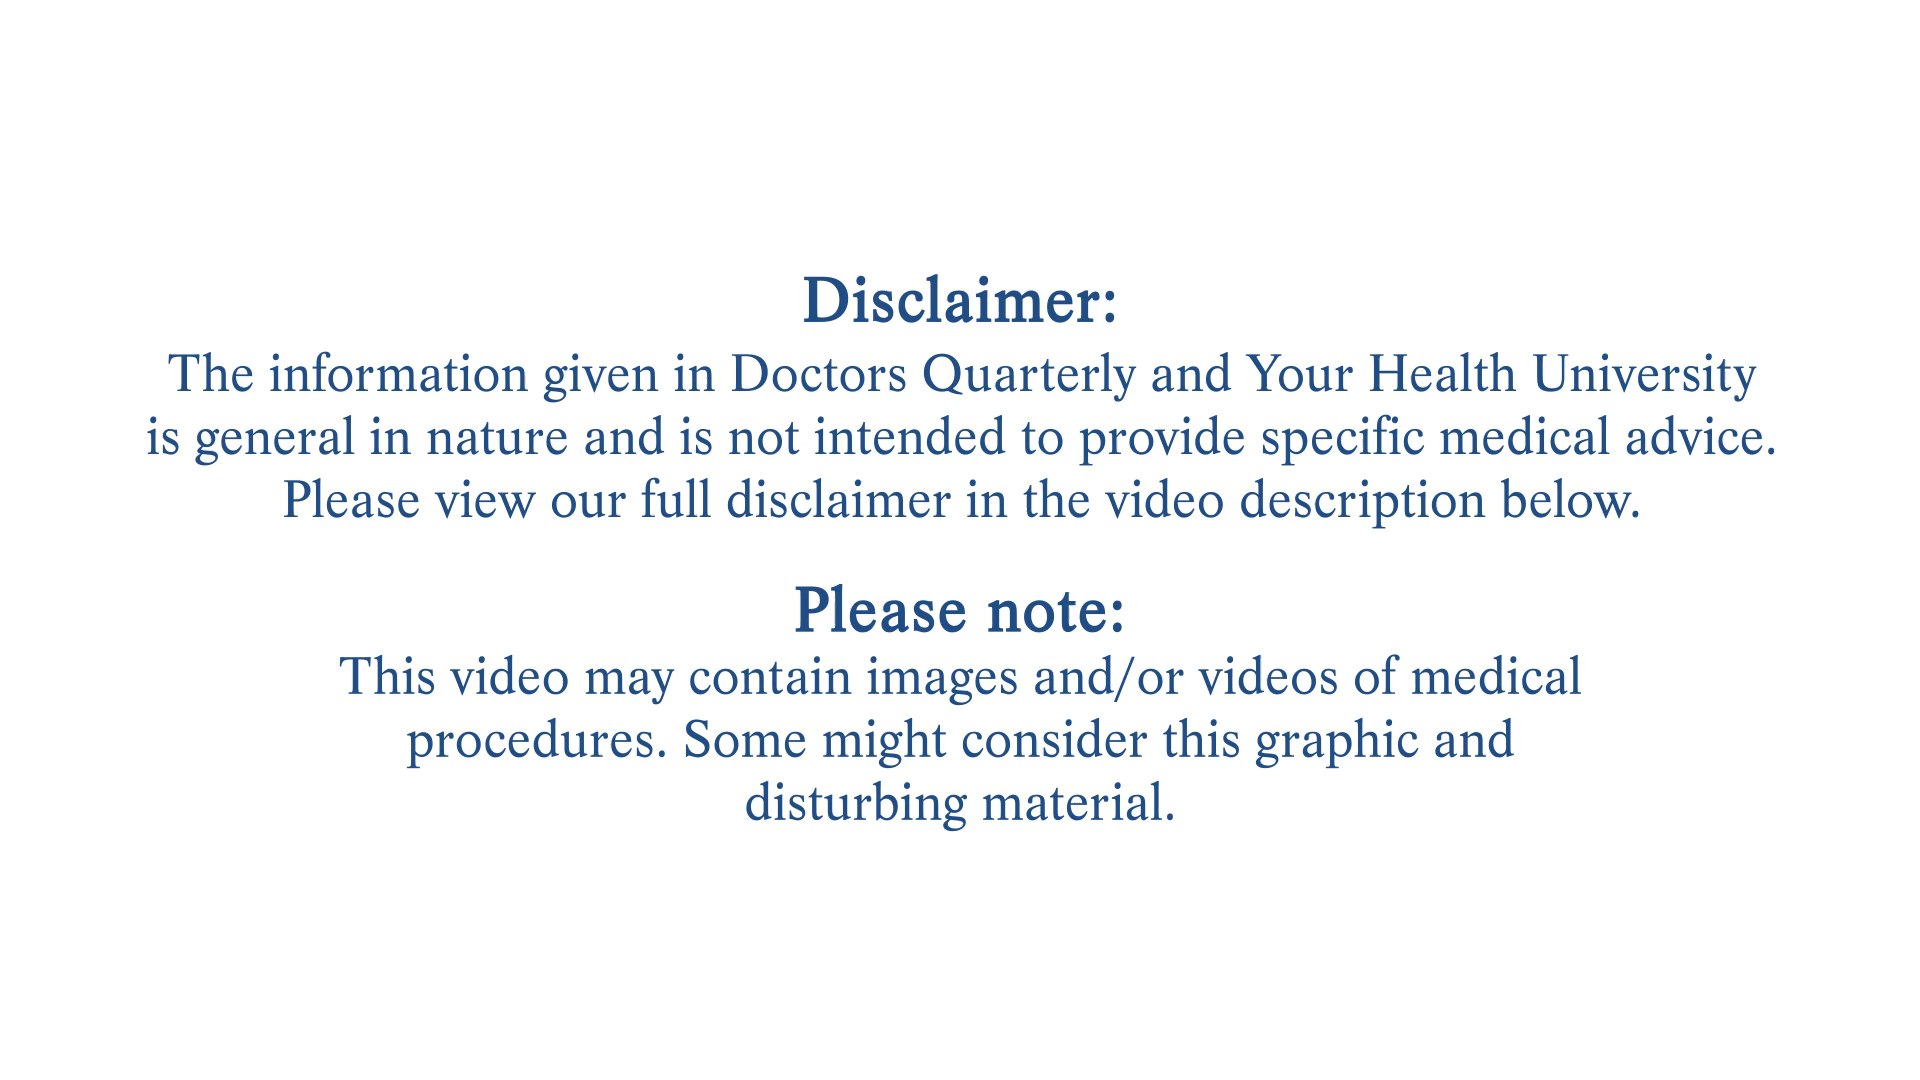 Disclaimer:
The information given in Doctors Quarterly and Your Health University
is general in nature and is not intended to provide specific medical advice.
Please view our full disclaimer in the video description below.
Please note:
This video may contain images and/or videos of medical
procedures. Some might consider this graphic and
disturbing material.